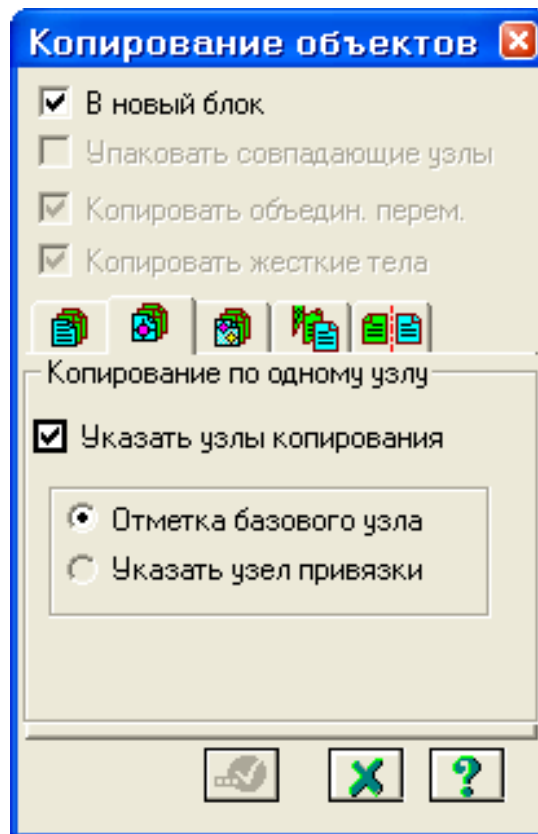 Копирование объектов
В новый блок
Упаковать совпадающие узлы
Копировать объедин. перем.
Копировать жесткие тела
Копирование по одному узлу
Указать узлы копирования
Отметка базового узла
Указать узел привязки